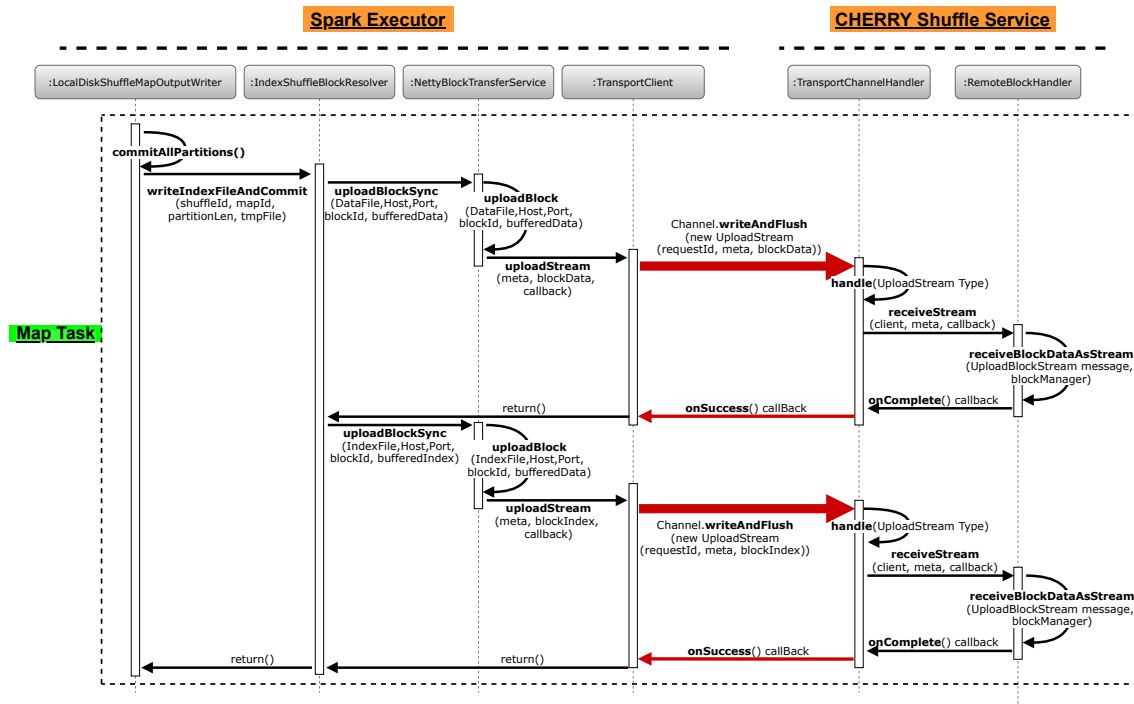 Spark Executor
CHERRY Shuffle Service
:LocalDiskShuffleMapOutputWriter
:IndexShuffleBlockResolver
:NettyBlockTransferService
:TransportClient
:TransportChannelHandler
:RemoteBlockHandler
Map Task
commitAllPartitions()
writeIndexFileAndCommit
(shuffleId, mapId,
partitionLen, tmpFile)
uploadBlockSync
(DataFile,Host,Port,
blockId, bufferedData)
uploadBlock
(DataFile,Host,Port,
blockId, bufferedData)
uploadStream
(meta, blockData,
callback)
Channel.writeAndFlush
(new UploadStream
(requestId, meta, blockData))
handle(UploadStream Type)
receiveStream
(client, meta, callback)
receiveBlockDataAsStream
(UploadBlockStream message,
blockManager)
onComplete() callback
onSuccess() callBack
return()
uploadBlockSync
(IndexFile,Host,Port,
blockId, bufferedIndex)
uploadBlock
(IndexFile,Host,Port,
blockId, bufferedData)
uploadStream
(meta, blockIndex,
callback)
Channel.writeAndFlush
(new UploadStream
(requestId, meta, blockIndex))
handle(UploadStream Type)
receiveStream
(client, meta, callback)
receiveBlockDataAsStream
(UploadBlockStream message,
blockManager)
onComplete() callback
onSuccess() callBack
return()
return()